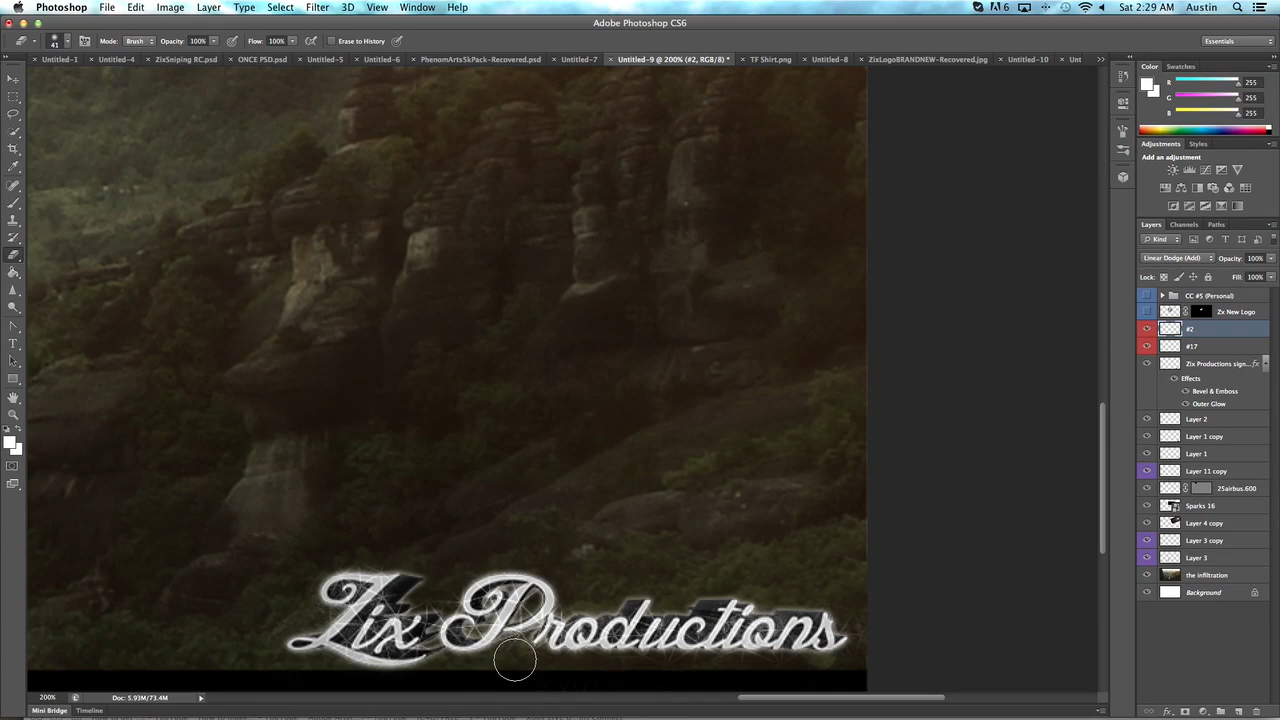 Photoshop File Edit Image Layer Type Select Filter 3D View Window Help
6 Sat 2:29 AM Austin
Adobe Photoshop CS6
41 Mode: Brush Opacity: 100% Flow: 100% Erase to History Essentials
Untitled-1 × Untitled-4 × ZixSniping RC.psd × ONCE PSD.psd × Untitled-5 × Untitled-6 × PhenomArts5kPack-Recovered.psd × Untitled-7 × Untitled-9 @ 200% (#2, RGB/8) * × TF Shirt.png × Untitled-8 × ZixLogoBRANDNEW-Recovered.jpg × Untitled-10 × Unt
Color Swatches
R 255
G 255
B 255
Adjustments Styles
Add an adjustment
Layers Channels Paths
Kind
Linear Dodge (Add) Opacity: 100%
Lock: Fill: 100%
CC #5 (Personal)
Zx New Logo
#2
#17
Zix Productions sign... fx
Effects
Bevel & Emboss
Outer Glow
Layer 2
Layer 1 copy
Layer 1
Layer 11 copy
25airbus.600
Sparks 16
Layer 4 copy
Layer 3 copy
Layer 3
the infiltration
Background
Zix Productions
200% Doc: 5.93M/73.4M
Mini Bridge Timeline